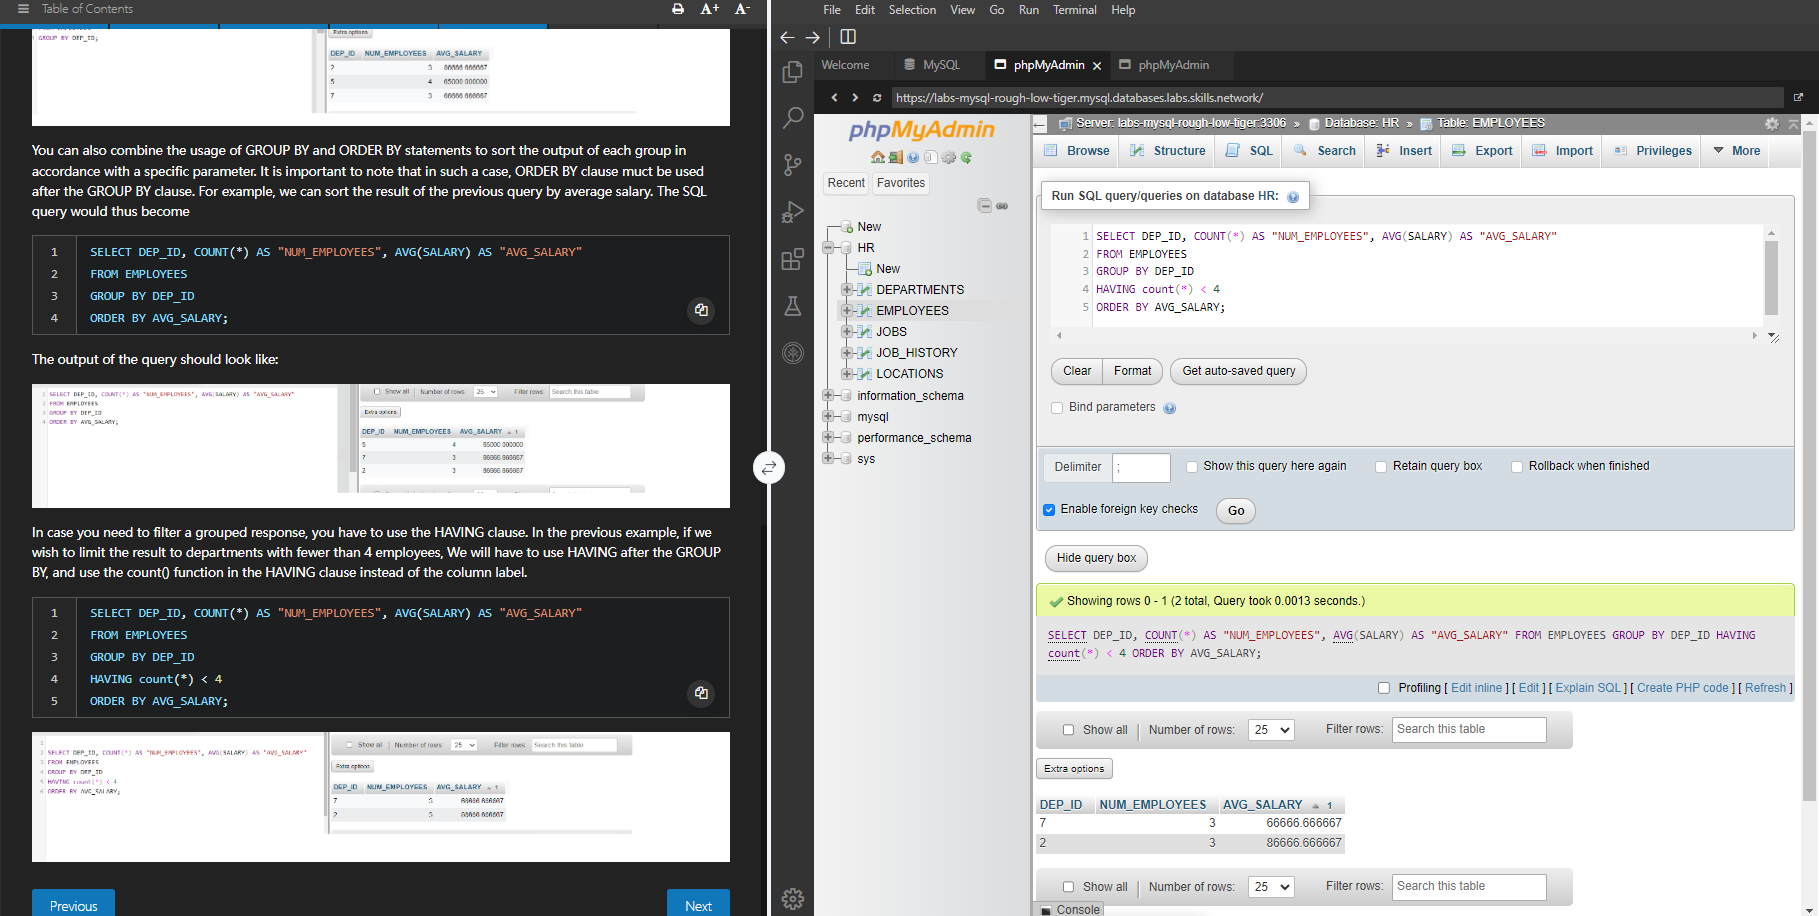 Table of Contents
A+ A-
GROUP BY DEP_ID;
Extra options
DEP_ID NUM_EMPLOYEES AVG_SALARY
2 3 86666.666667
5 4 65000.000000
7 3 66666.666667
You can also combine the usage of GROUP BY and ORDER BY statements to sort the output of each group in
accordance with a specific parameter. It is important to note that in such a case, ORDER BY clause muct be used
after the GROUP BY clause. For example, we can sort the result of the previous query by average salary. The SQL
query would thus become
1 SELECT DEP_ID, COUNT(*) AS "NUM_EMPLOYEES", AVG(SALARY) AS "AVG_SALARY"
2 FROM EMPLOYEES
3 GROUP BY DEP_ID
4 ORDER BY AVG_SALARY;
The output of the query should look like:
1 SELECT DEP_ID, COUNT(*) AS "NUM_EMPLOYEES", AVG(SALARY) AS "AVG_SALARY"
2 FROM EMPLOYEES
3 GROUP BY DEP_ID
4 ORDER BY AVG_SALARY;
Show all Number of rows: 25 Filter rows: Search this table
Extra options
DEP_ID NUM_EMPLOYEES AVG_SALARY 1
5 4 65000.000000
7 3 66666.666667
2 3 86666.666667
In case you need to filter a grouped response, you have to use the HAVING clause. In the previous example, if we
wish to limit the result to departments with fewer than 4 employees, We will have to use HAVING after the GROUP
BY, and use the count() function in the HAVING clause instead of the column label.
1 SELECT DEP_ID, COUNT(*) AS "NUM_EMPLOYEES", AVG(SALARY) AS "AVG_SALARY"
2 FROM EMPLOYEES
3 GROUP BY DEP_ID
4 HAVING count(*) < 4
5 ORDER BY AVG_SALARY;
SELECT DEP_ID, COUNT(*) AS "NUM_EMPLOYEES", AVG(SALARY) AS "AVG_SALARY"
FROM EMPLOYEES
GROUP BY DEP_ID
HAVING count(*) < 4
ORDER BY AVG_SALARY;
Show all Number of rows: 25 Filter rows: Search this table
Extra options
DEP_ID NUM_EMPLOYEES AVG_SALARY 1
7 3 66666.666667
2 3 86666.666667
Previous
Next
File Edit Selection View Go Run Terminal Help
Welcome MySQL phpMyAdmin phpMyAdmin
https://labs-mysql-rough-low-tiger.mysql.databases.labs.skills.network/
phpMyAdmin
Recent Favorites
New
HR
New
DEPARTMENTS
EMPLOYEES
JOBS
JOB_HISTORY
LOCATIONS
information_schema
mysql
performance_schema
sys
Server: labs-mysql-rough-low-tiger:3306 » Database: HR » Table: EMPLOYEES
Browse Structure SQL Search Insert Export Import Privileges More
Run SQL query/queries on database HR:
1 SELECT DEP_ID, COUNT(*) AS "NUM_EMPLOYEES", AVG(SALARY) AS "AVG_SALARY"
2 FROM EMPLOYEES
3 GROUP BY DEP_ID
4 HAVING count(*) < 4
5 ORDER BY AVG_SALARY;
Clear Format Get auto-saved query
Bind parameters
Delimiter ; Show this query here again Retain query box Rollback when finished
Enable foreign key checks Go
Hide query box
Showing rows 0 - 1 (2 total, Query took 0.0013 seconds.)
SELECT DEP_ID, COUNT(*) AS "NUM_EMPLOYEES", AVG(SALARY) AS "AVG_SALARY" FROM EMPLOYEES GROUP BY DEP_ID HAVING
count(*) < 4 ORDER BY AVG_SALARY;
Profiling [ Edit inline ] [ Edit ] [ Explain SQL ] [ Create PHP code ] [ Refresh ]
Show all Number of rows: 25 Filter rows: Search this table
Extra options
DEP_ID NUM_EMPLOYEES AVG_SALARY 1
7 3 66666.666667
2 3 86666.666667
Show all Number of rows: 25 Filter rows: Search this table
Console